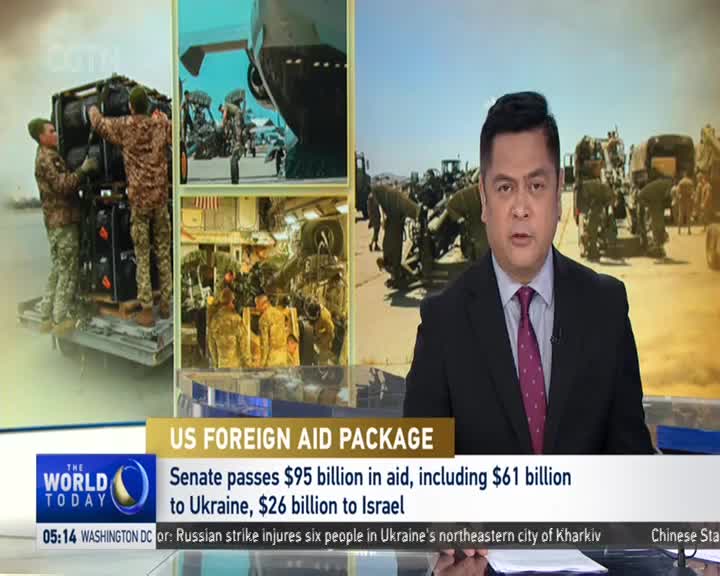 CGTN
US FOREIGN AID PACKAGE
Senate passes $95 billion in aid, including $61 billion
to Ukraine, $26 billion to Israel
THE
WORLD
TODAY
05:14 WASHINGTON DC
or: Russian strike injures six people in Ukraine's northeastern city of Kharkiv Chinese Sta